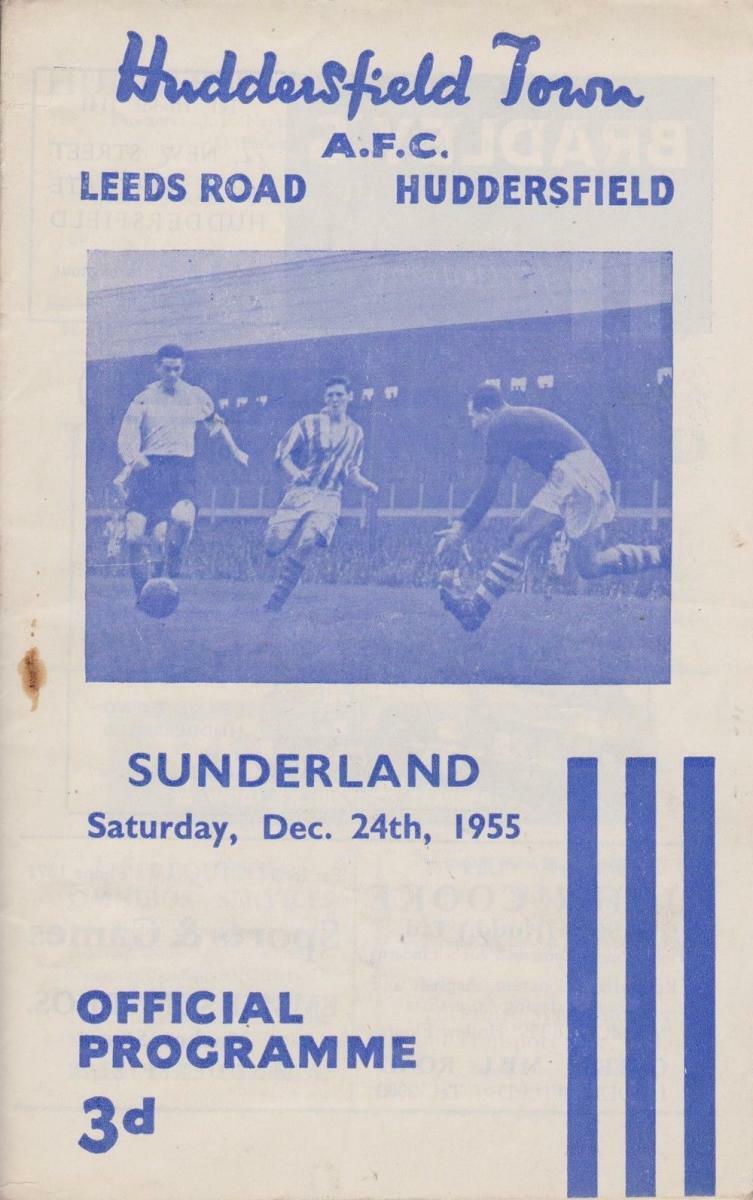 Huddersfield Town
A.F.C.
LEEDS ROAD HUDDERSFIELD
SUNDERLAND
Saturday, Dec. 24th, 1955
OFFICIAL
PROGRAMME
3d